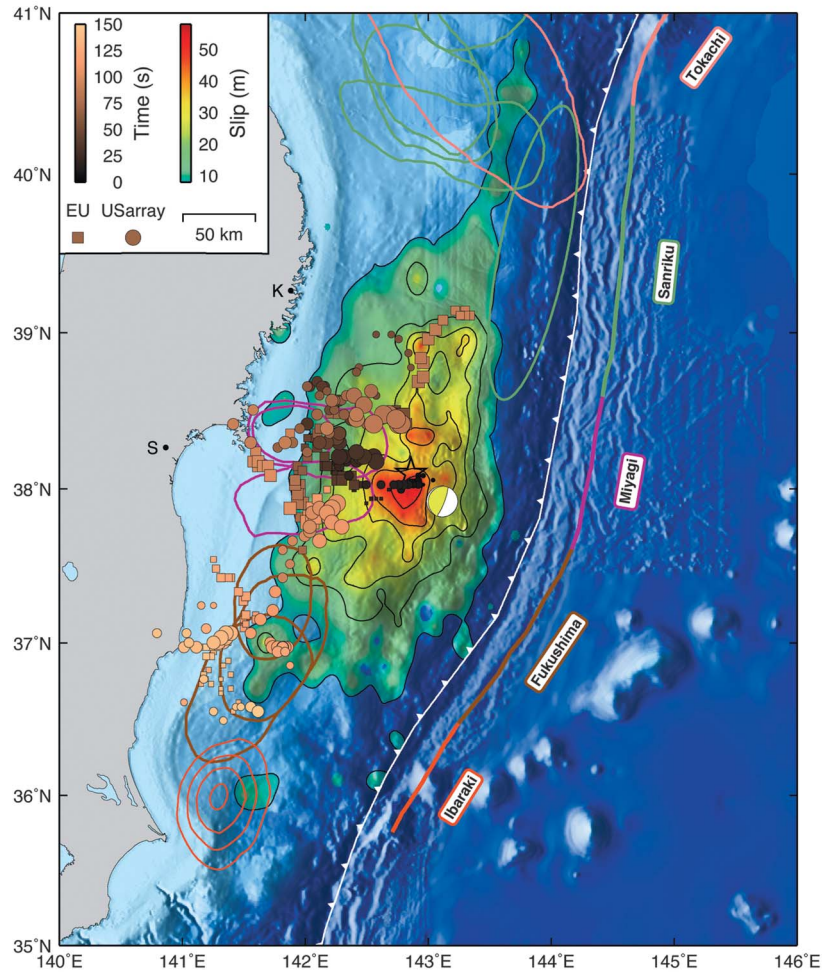 41°N
40°N
39°N
38°N
37°N
36°N
35°N
140°E
141°E
142°E
143°E
144°E
145°E
146°E
150
125
100
75
50
25
0
Time (s)
50
40
30
20
10
Slip (m)
EU USarray
50 km
K
S
Tokachi
Sanriku
Miyagi
Fukushima
Ibaraki